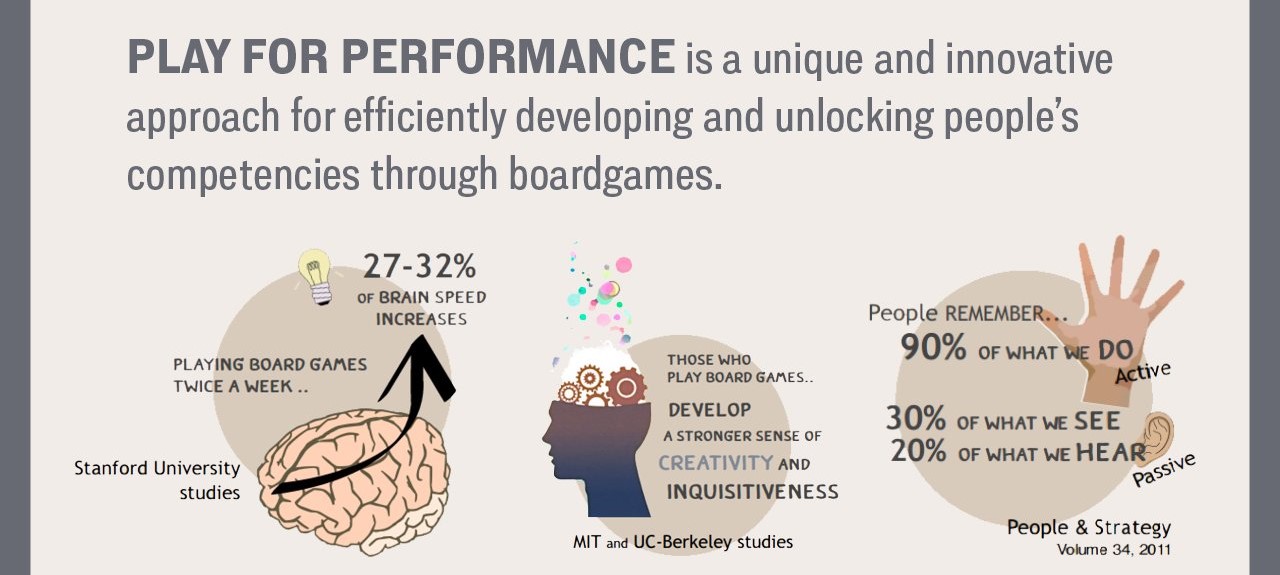 PLAY FOR PERFORMANCE is a unique and innovative
approach for efficiently developing and unlocking people's
competencies through boardgames.
27-32%
OF BRAIN SPEED
INCREASES
PLAYING BOARD GAMES
TWICE A WEEK ..
Stanford University
studies
THOSE WHO
PLAY BOARD GAMES..
DEVELOP
A STRONGER SENSE OF
CREATIVITY AND
INQUISITIVENESS
MIT and UC-Berkeley studies
People REMEMBER...
90% OF WHAT WE DO
Active
30% OF WHAT WE SEE
20% OF WHAT WE HEAR
Passive
People & Strategy
Volume 34, 2011